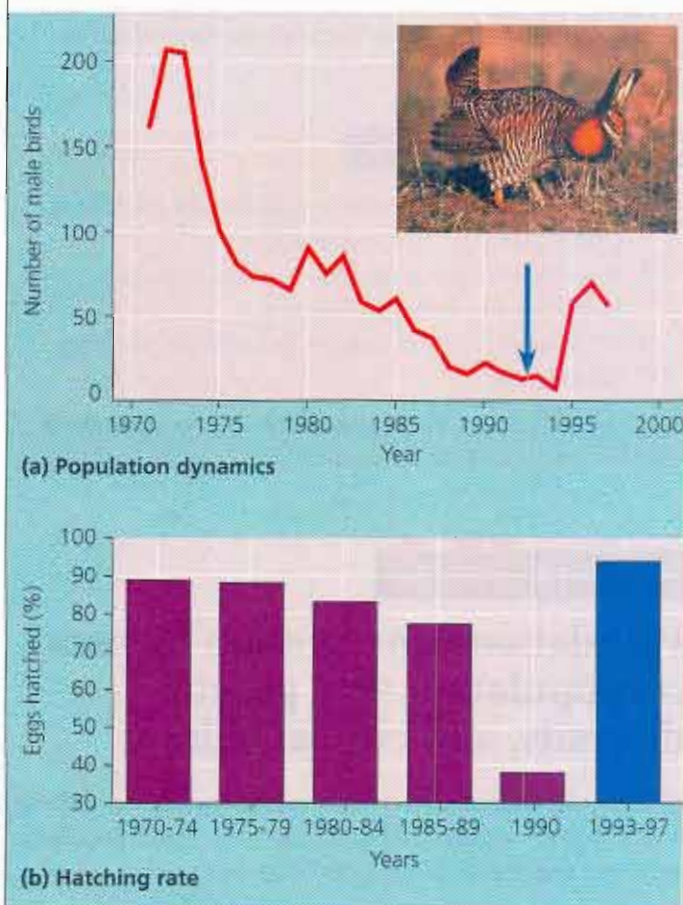 Number of male birds
200
150
100
50
0
1970 1975 1980 1985 1990 1995 2000
Year
(a) Population dynamics
Eggs hatched (%)
100
90
80
70
60
50
40
30
1970-74 1975-79 1980-84 1985-89 1990 1993-97
Years
(b) Hatching rate